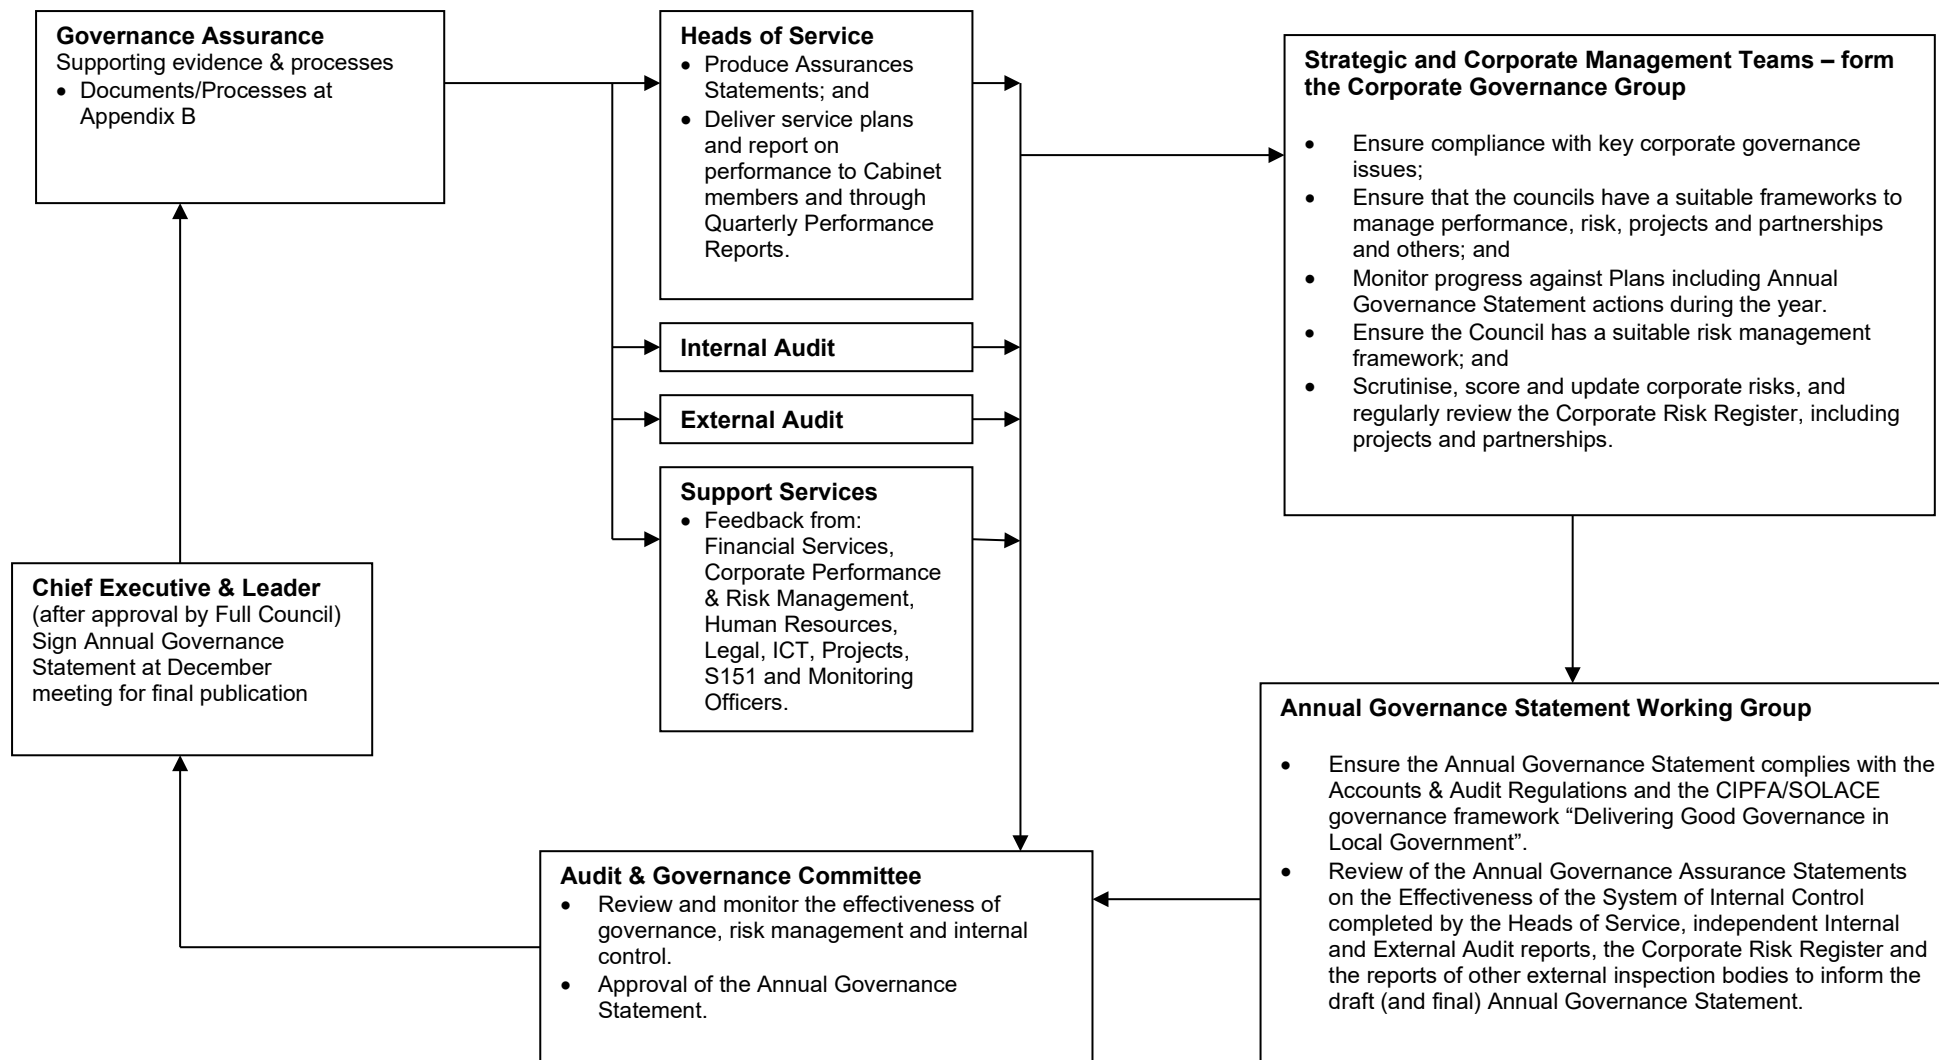 Governance Assurance
Supporting evidence & processes
• Documents/Processes at
Appendix B
Heads of Service
• Produce Assurances
Statements; and
• Deliver service plans
and report on
performance to Cabinet
members and through
Quarterly Performance
Reports.
Internal Audit
External Audit
Support Services
• Feedback from:
Financial Services,
Corporate Performance
& Risk Management,
Human Resources,
Legal, ICT, Projects,
S151 and Monitoring
Officers.
Strategic and Corporate Management Teams – form
the Corporate Governance Group
• Ensure compliance with key corporate governance
issues;
• Ensure that the councils have a suitable frameworks to
manage performance, risk, projects and partnerships
and others; and
• Monitor progress against Plans including Annual
Governance Statement actions during the year.
• Ensure the Council has a suitable risk management
framework; and
• Scrutinise, score and update corporate risks, and
regularly review the Corporate Risk Register, including
projects and partnerships.
Annual Governance Statement Working Group
• Ensure the Annual Governance Statement complies with the
Accounts & Audit Regulations and the CIPFA/SOLACE
governance framework “Delivering Good Governance in
Local Government”.
• Review of the Annual Governance Assurance Statements
on the Effectiveness of the System of Internal Control
completed by the Heads of Service, independent Internal
and External Audit reports, the Corporate Risk Register and
the reports of other external inspection bodies to inform the
draft (and final) Annual Governance Statement.
Audit & Governance Committee
• Review and monitor the effectiveness of
governance, risk management and internal
control.
• Approval of the Annual Governance
Statement.
Chief Executive & Leader
(after approval by Full Council)
Sign Annual Governance
Statement at December
meeting for final publication